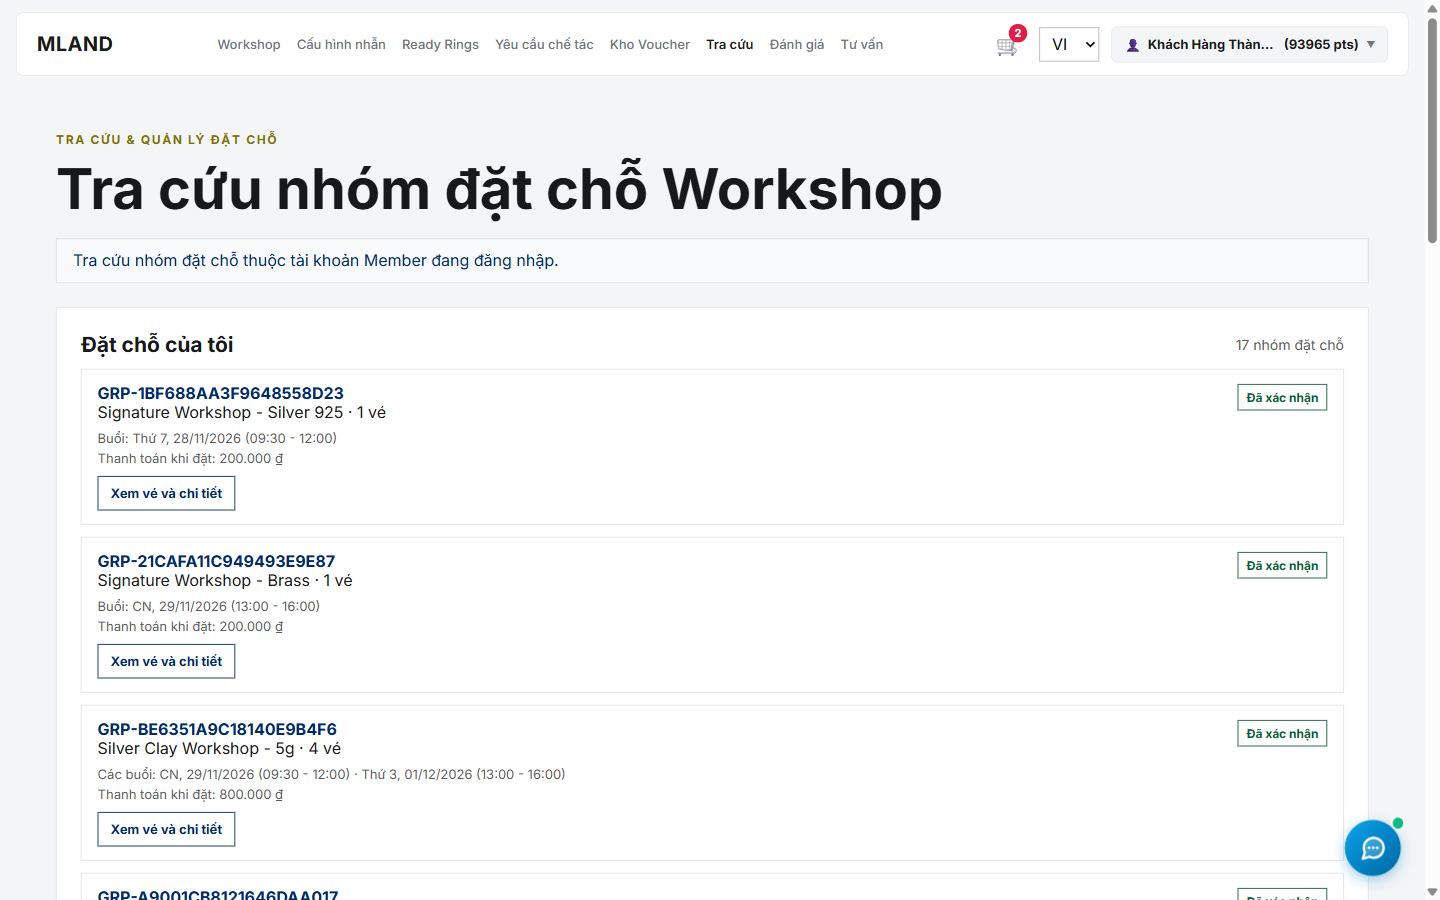 MLAND
Workshop
Cấu hình nhẫn
Ready Rings
Yêu cầu chế tác
Kho Voucher
Tra cứu
Đánh giá
Tư vấn
2
VI
Khách Hàng Thàn... (93965 pts)
TRA CỨU & QUẢN LÝ ĐẶT CHỖ
Tra cứu nhóm đặt chỗ Workshop
Tra cứu nhóm đặt chỗ thuộc tài khoản Member đang đăng nhập.
Đặt chỗ của tôi
17 nhóm đặt chỗ
GRP-1BF688AA3F9648558D23
Đã xác nhận
Signature Workshop - Silver 925 · 1 vé
Buổi: Thứ 7, 28/11/2026 (09:30 - 12:00)
Thanh toán khi đặt: 200.000 ₫
Xem vé và chi tiết
GRP-21CAFA11C949493E9E87
Đã xác nhận
Signature Workshop - Brass · 1 vé
Buổi: CN, 29/11/2026 (13:00 - 16:00)
Thanh toán khi đặt: 200.000 ₫
Xem vé và chi tiết
GRP-BE6351A9C18140E9B4F6
Đã xác nhận
Silver Clay Workshop - 5g · 4 vé
Các buổi: CN, 29/11/2026 (09:30 - 12:00) · Thứ 3, 01/12/2026 (13:00 - 16:00)
Thanh toán khi đặt: 800.000 ₫
Xem vé và chi tiết
GRP-A9001CB8121646DAA017
Đã xác nhận